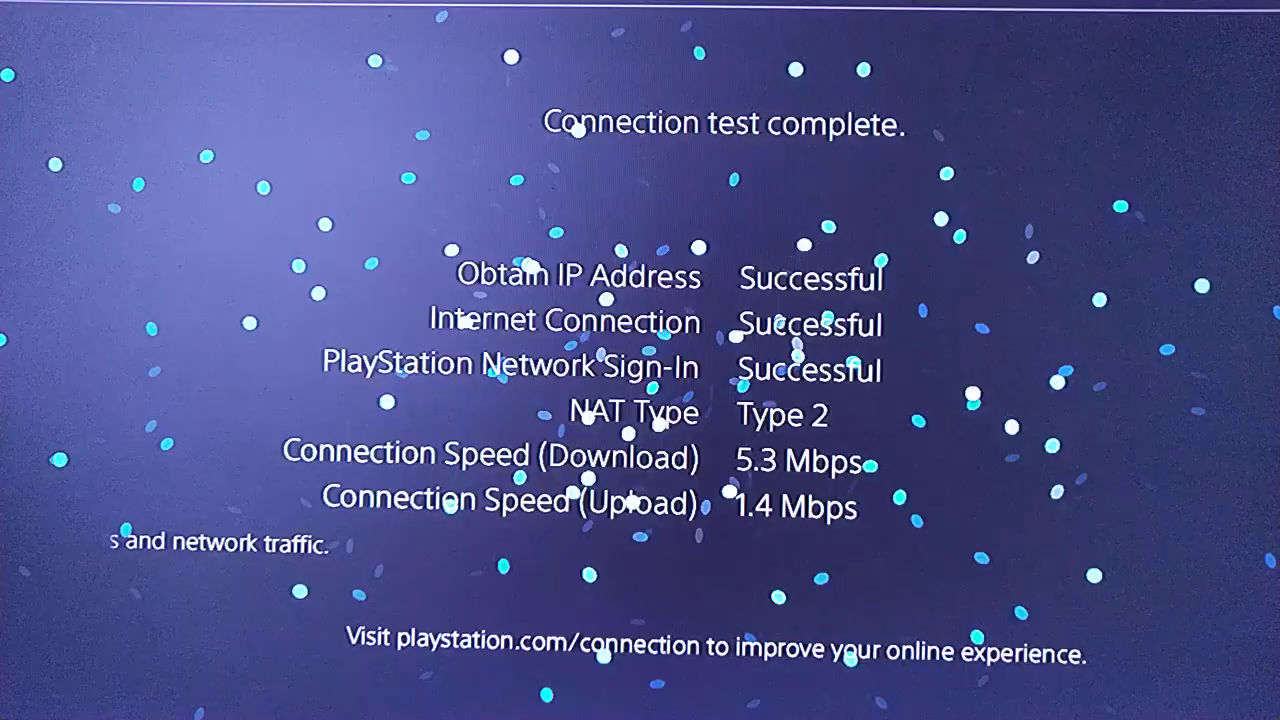 Connection test complete.
Obtain IP Address Successful
Internet Connection Successful
PlayStation Network Sign-In Successful
NAT Type Type 2
Connection Speed (Download) 5.3 Mbps
Connection Speed (Upload) 1.4 Mbps
s and network traffic.
Visit playstation.com/connection to improve your online experience.